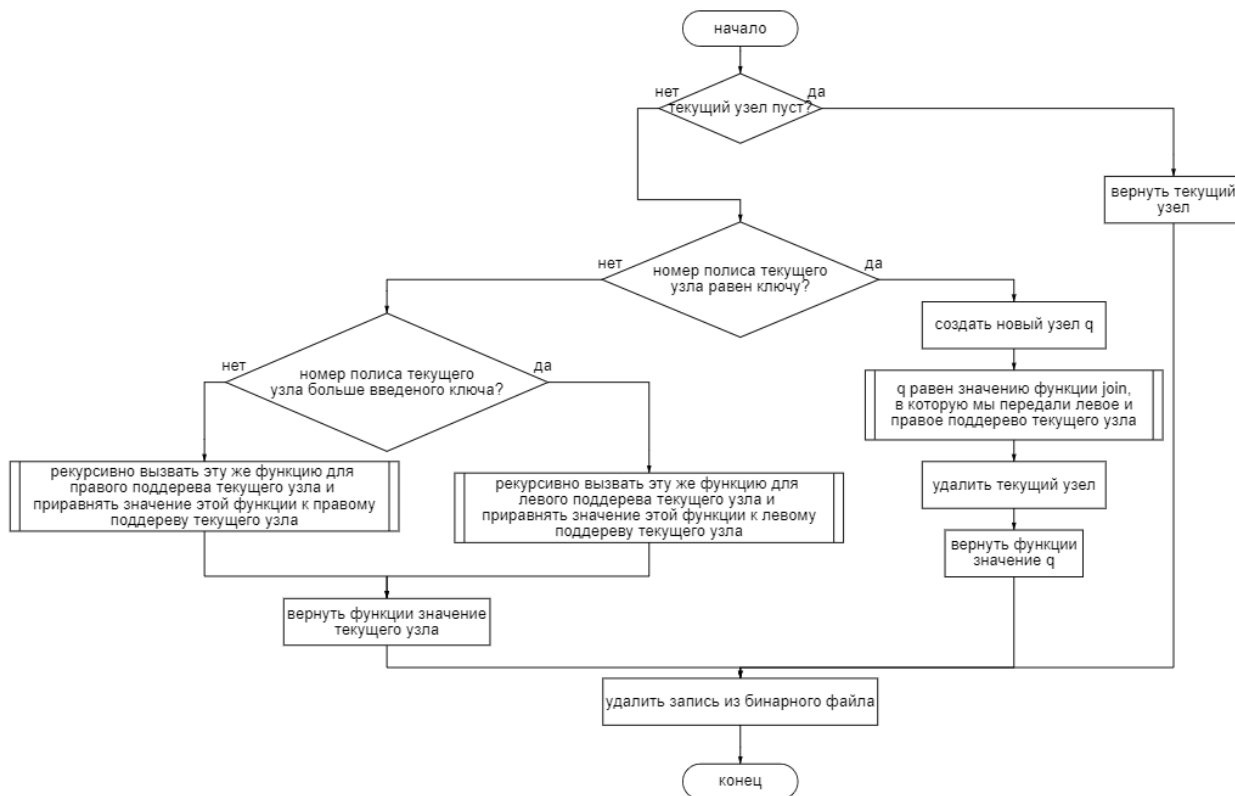 начало
нет
да
текущий узел пуст?
вернуть текущий
узел
нет
номер полиса текущего
узла равен ключу?
да
создать новый узел q
нет
номер полиса текущего
узла больше введеного ключа?
да
q равен значению функции join,
в которую мы передали левое и
правое поддерево текущего узла
рекурсивно вызвать эту же функцию для
правого поддерева текущего узла и
приравнять значение этой функции к правому
поддереву текущего узла
рекурсивно вызвать эту же функцию для
левого поддерева текущего узла и
приравнять значение этой функции к левому
поддереву текущего узла
удалить текущий узел
вернуть функции
значение q
вернуть функции значение
текущего узла
удалить запись из бинарного файла
конец